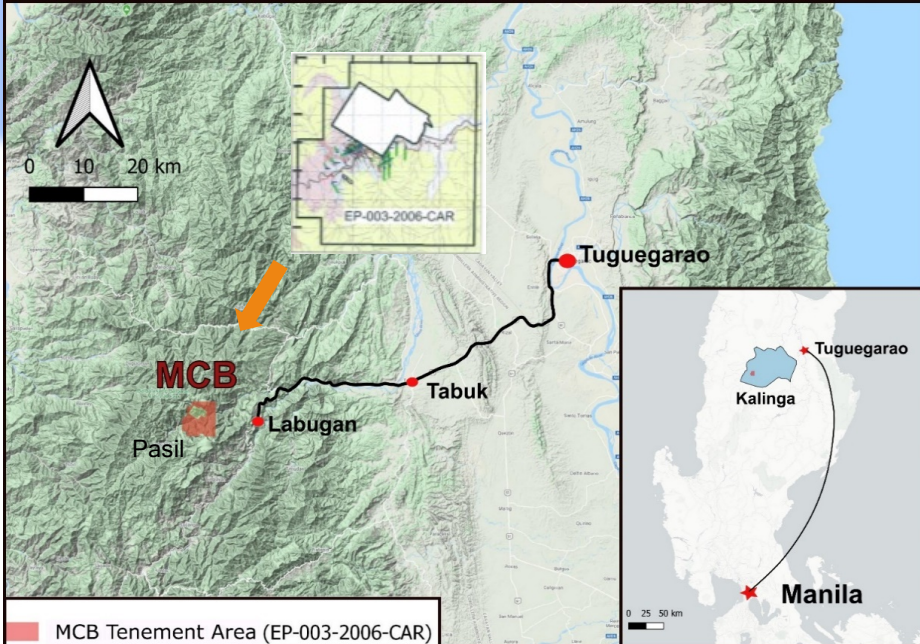 0 10 20 km
EP-003-2006-CAR
Tuguegarao
MCB
Pasil
Labugan
Tabuk
Tuguegarao
Kalinga
Manila
0 25 50 km
MCB Tenement Area (EP-003-2006-CAR)